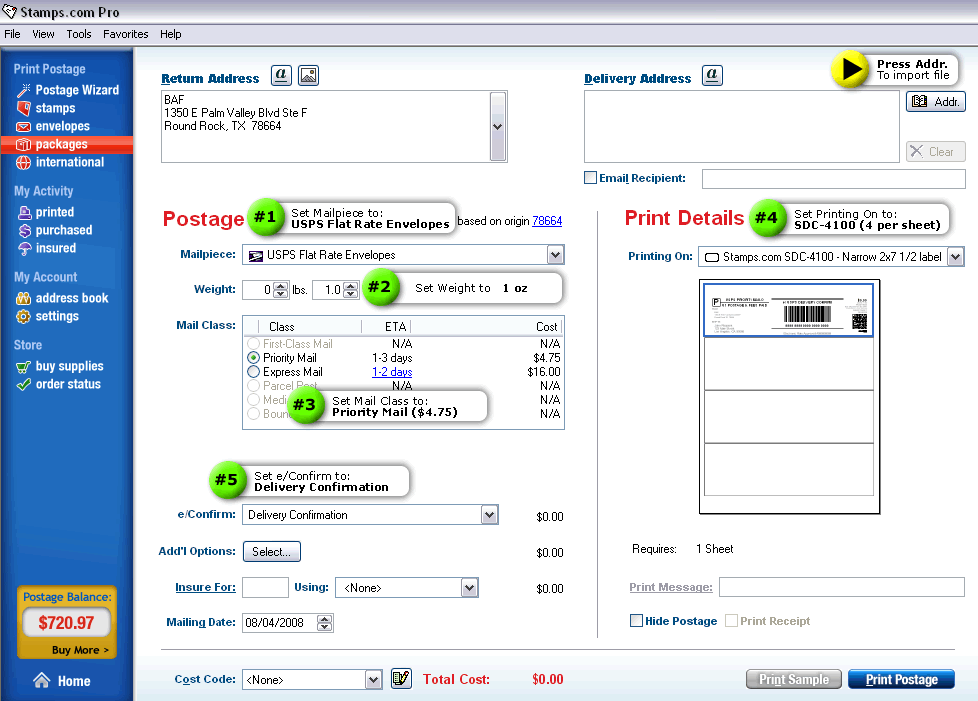 Stamps.com Pro
File View Tools Favorites Help
Print Postage
Postage Wizard
stamps
envelopes
packages
international
My Activity
printed
purchased
insured
My Account
address book
settings
Store
buy supplies
order status
Postage Balance:
$720.97
Buy More >
Home
Return Address a
BAF
1350 E Palm Valley Blvd Ste F
Round Rock, TX 78664
Delivery Address a
Press Addr.
To import file
Addr.
Clear
Email Recipient:
Postage
#1
Set Mailpiece to:
USPS Flat Rate Envelopes
based on origin 78664
Mailpiece: USPS Flat Rate Envelopes
Weight: 0 lbs. 1.0
#2 Set Weight to 1 oz
Mail Class: Class ETA Cost
First-Class Mail N/A N/A
Priority Mail 1-3 days $4.75
Express Mail 1-2 days $16.00
Parcel Post N/A N/A
Medi N/A
Boun N/A
#3
Set Mail Class to:
Priority Mail ($4.75)
#5
Set e/Confirm to:
Delivery Confirmation
e/Confirm: Delivery Confirmation $0.00
Add'l Options: Select... $0.00
Insure For: Using: <None> $0.00
Mailing Date: 08/04/2008
Print Details
#4
Set Printing On to:
SDC-4100 (4 per sheet)
Printing On: Stamps.com SDC-4100 - Narrow 2x7 1/2 label
Requires: 1 Sheet
Print Message:
Hide Postage Print Receipt
Cost Code: <None> Total Cost: $0.00
Print Sample Print Postage